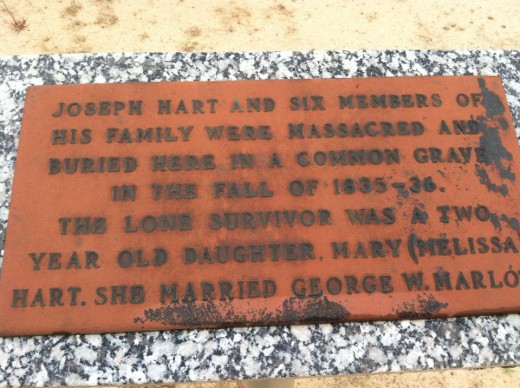 JOSEPH HART AND SIX MEMBERS OF
HIS FAMILY WERE MASSACRED AND
BURIED HERE IN A COMMON GRAVE
IN THE FALL OF 1835-36.
THE LONE SURVIVOR WAS A TWO
YEAR OLD DAUGHTER, MARY (MELISSA
HART. SHE MARRIED GEORGE W. MARLO